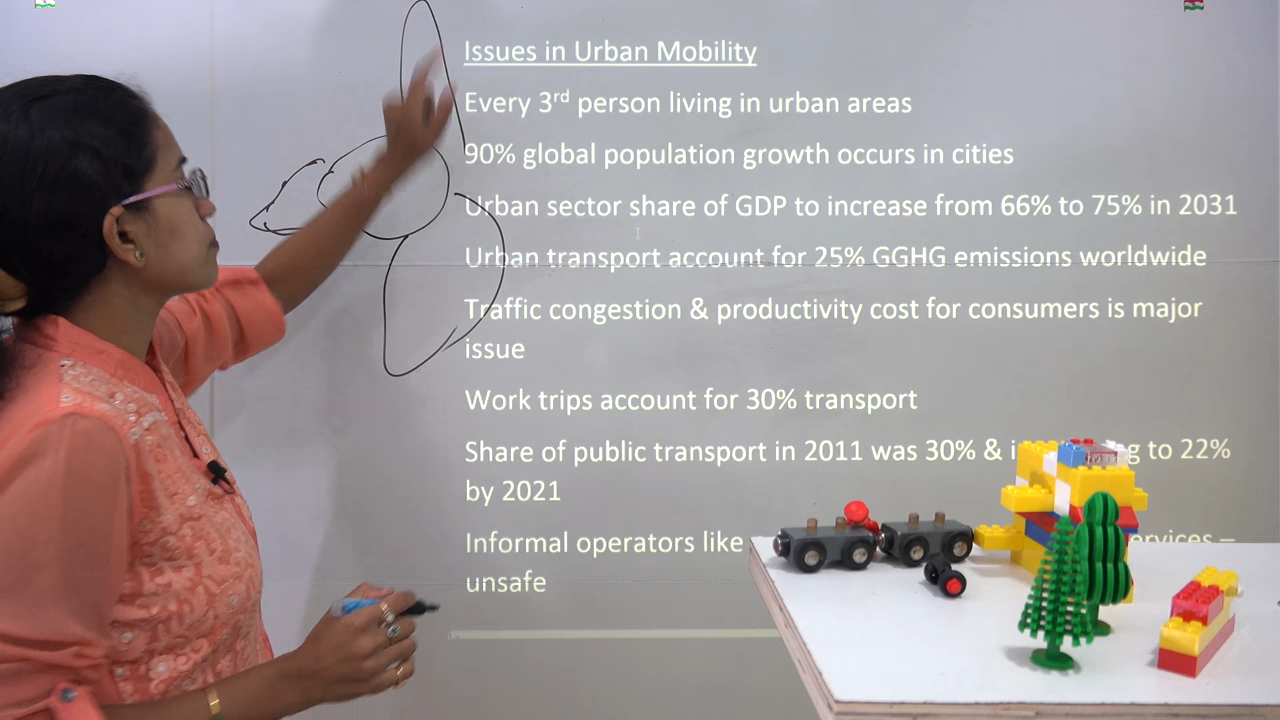 Issues in Urban Mobility
Every 3rd person living in urban areas
90% global population growth occurs in cities
Urban sector share of GDP to increase from 66% to 75% in 2031
Urban transport account for 25% GGHG emissions worldwide
Traffic congestion & productivity cost for consumers is major
issue
Work trips account for 30% transport
Share of public transport in 2011 was 30% & to 22%
by 2021
Informal operators like –
unsafe